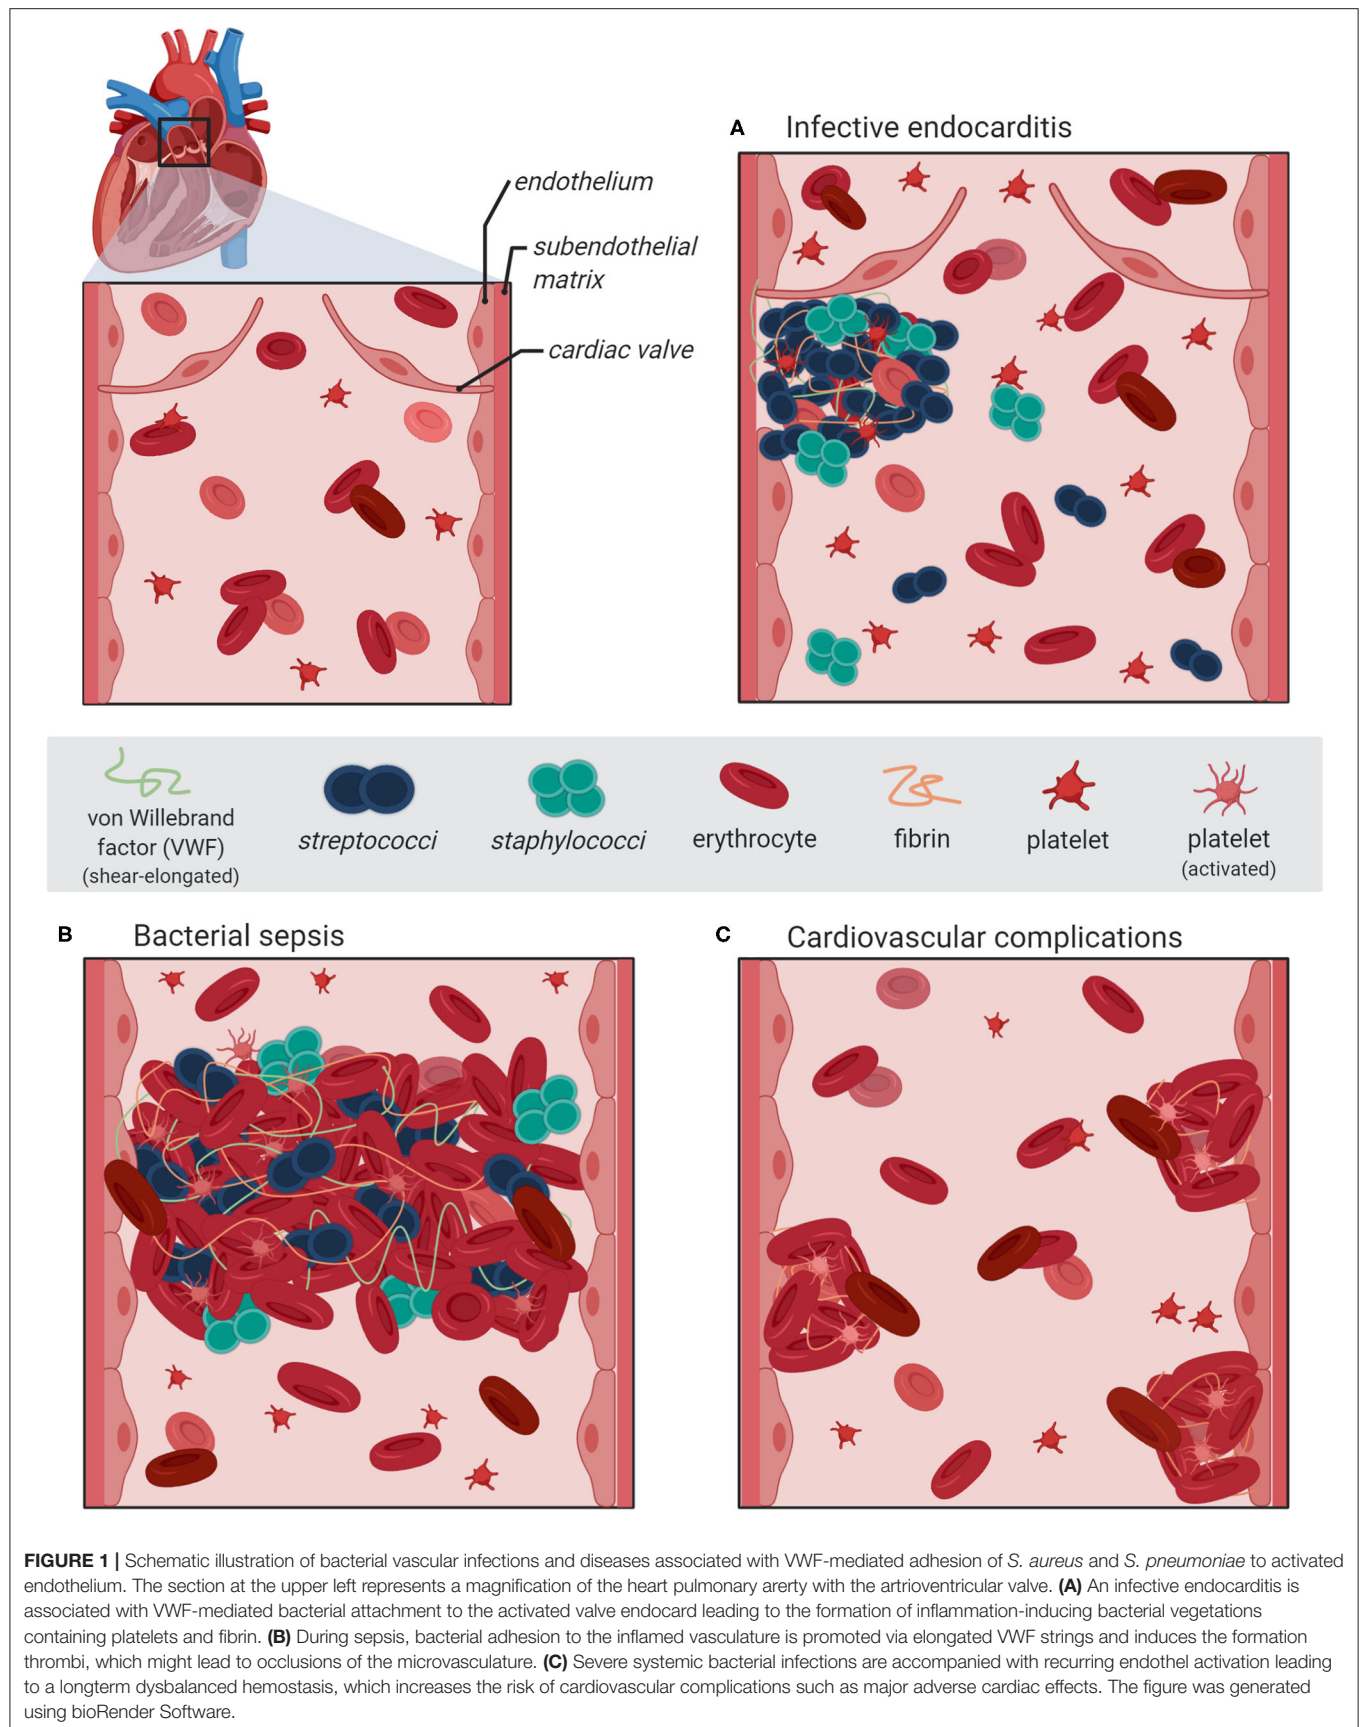 endothelium
subendothelial
matrix
cardiac valve
A Infective endocarditis
von Willebrand
factor (VWF)
(shear-elongated)
streptococci
staphylococci
erythrocyte
fibrin
platelet
platelet
(activated)
B Bacterial sepsis
C Cardiovascular complications
FIGURE 1 | Schematic illustration of bacterial vascular infections and diseases associated with VWF-mediated adhesion of S. aureus and S. pneumoniae to activated
endothelium. The section at the upper left represents a magnification of the heart pulmonary arerty with the artrioventricular valve. (A) An infective endocarditis is
associated with VWF-mediated bacterial attachment to the activated valve endocard leading to the formation of inflammation-inducing bacterial vegetations
containing platelets and fibrin. (B) During sepsis, bacterial adhesion to the inflamed vasculature is promoted via elongated VWF strings and induces the formation
thrombi, which might lead to occlusions of the microvasculature. (C) Severe systemic bacterial infections are accompanied with recurring endothel activation leading
to a longterm dysbalanced hemostasis, which increases the risk of cardiovascular complications such as major adverse cardiac effects. The figure was generated
using bioRender Software.